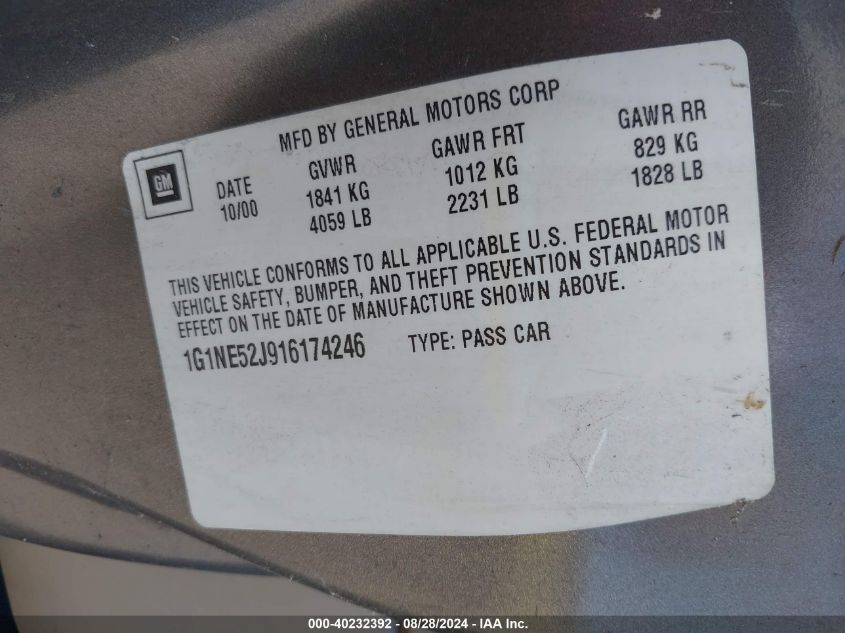 MFD BY GENERAL MOTORS CORP
GM
DATE GVWR GAWR FRT GAWR RR
10/00 1841 KG 1012 KG 829 KG
4059 LB 2231 LB 1828 LB
THIS VEHICLE CONFORMS TO ALL APPLICABLE U.S. FEDERAL MOTOR
VEHICLE SAFETY, BUMPER, AND THEFT PREVENTION STANDARDS IN
EFFECT ON THE DATE OF MANUFACTURE SHOWN ABOVE.
1G1NE52J916174246 TYPE: PASS CAR
000-40232392 - 08/28/2024 - IAA Inc.